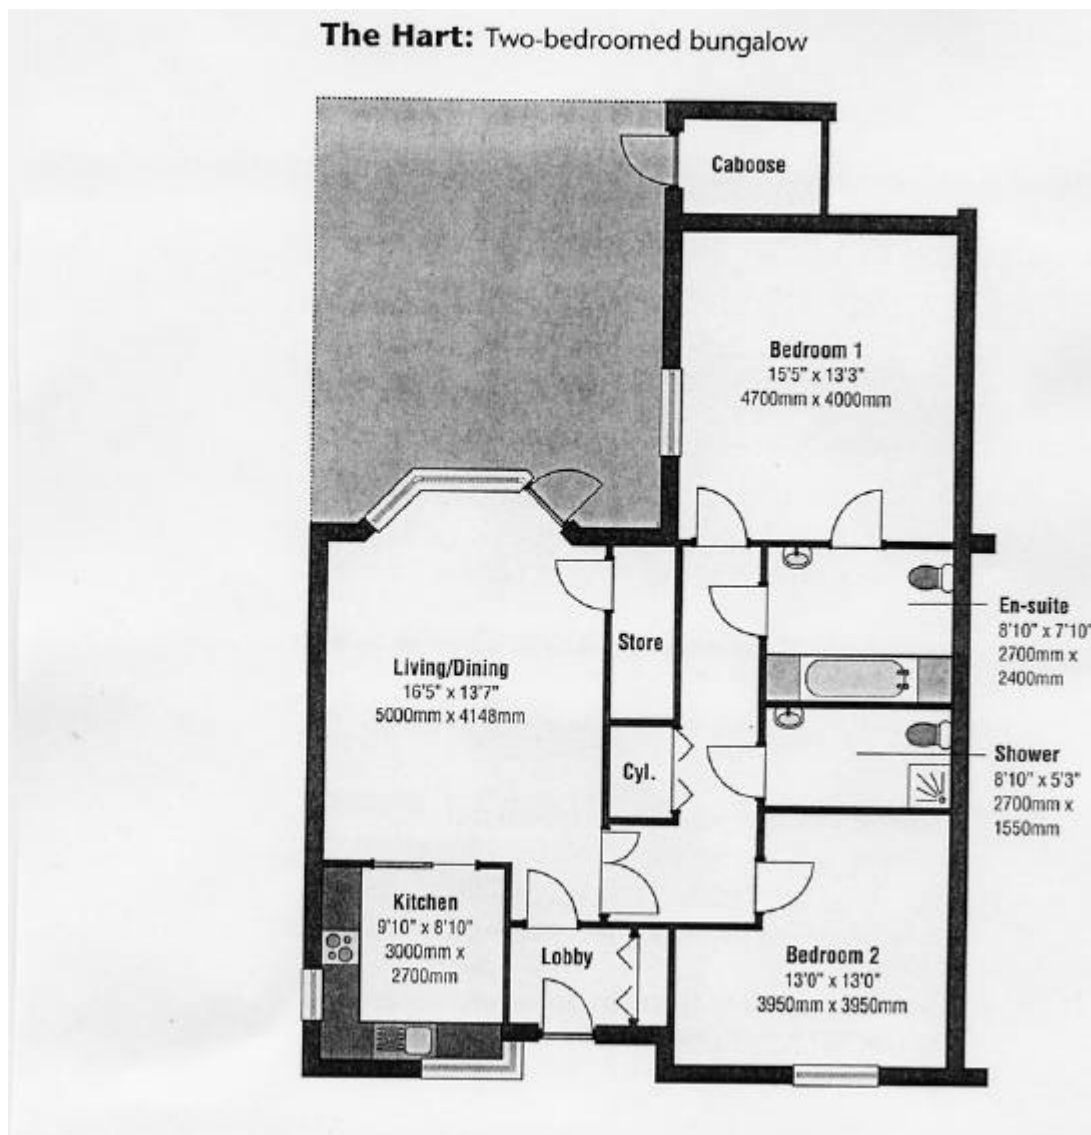 The Hart: Two-bedroomed bungalow
Caboose
Bedroom 1
15'5" x 13'3"
4700mm x 4000mm
En-suite
8'10" x 7'10"
2700mm x
2400mm
Store
Living/Dining
16'5" x 13'7"
5000mm x 4148mm
Cyl.
Shower
8'10" x 5'3"
2700mm x
1550mm
Kitchen
9'10" x 8'10"
3000mm x
2700mm
Lobby
Bedroom 2
13'0" x 13'0"
3950mm x 3950mm